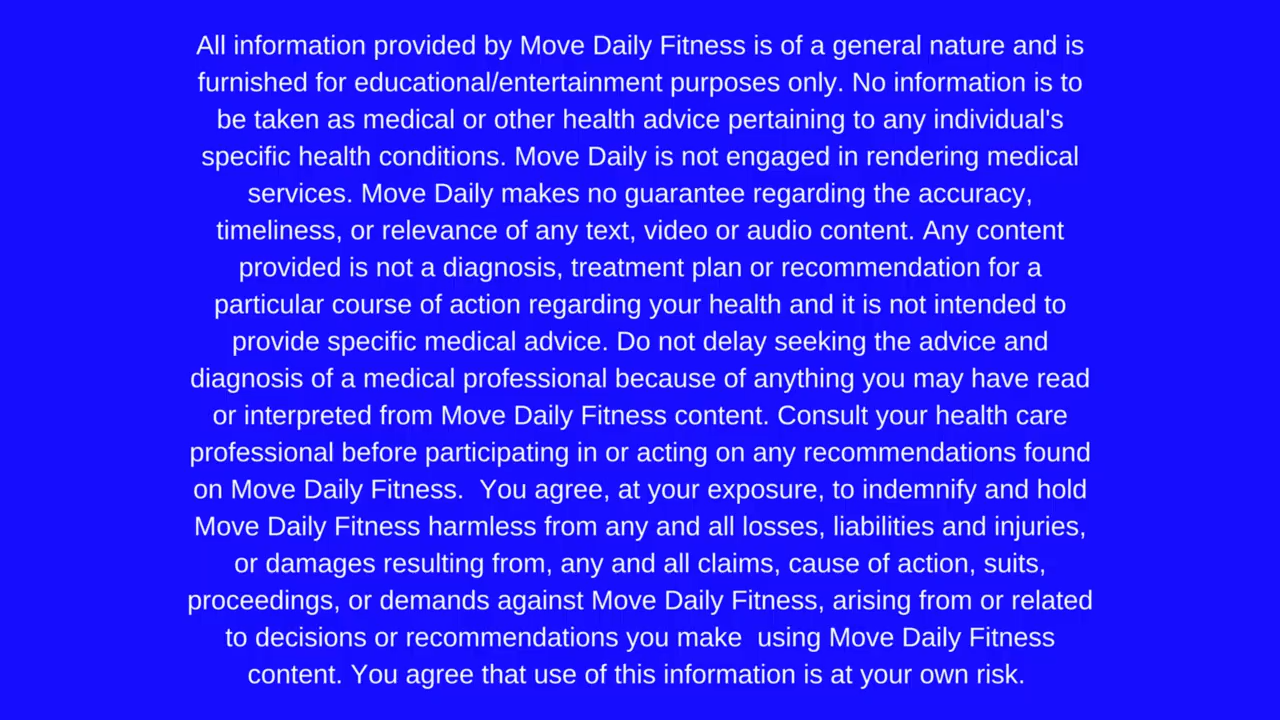 All information provided by Move Daily Fitness is of a general nature and is
furnished for educational/entertainment purposes only. No information is to
be taken as medical or other health advice pertaining to any individual's
specific health conditions. Move Daily is not engaged in rendering medical
services. Move Daily makes no guarantee regarding the accuracy,
timeliness, or relevance of any text, video or audio content. Any content
provided is not a diagnosis, treatment plan or recommendation for a
particular course of action regarding your health and it is not intended to
provide specific medical advice. Do not delay seeking the advice and
diagnosis of a medical professional because of anything you may have read
or interpreted from Move Daily Fitness content. Consult your health care
professional before participating in or acting on any recommendations found
on Move Daily Fitness.  You agree, at your exposure, to indemnify and hold
Move Daily Fitness harmless from any and all losses, liabilities and injuries,
or damages resulting from, any and all claims, cause of action, suits,
proceedings, or demands against Move Daily Fitness, arising from or related
to decisions or recommendations you make  using Move Daily Fitness
content. You agree that use of this information is at your own risk.